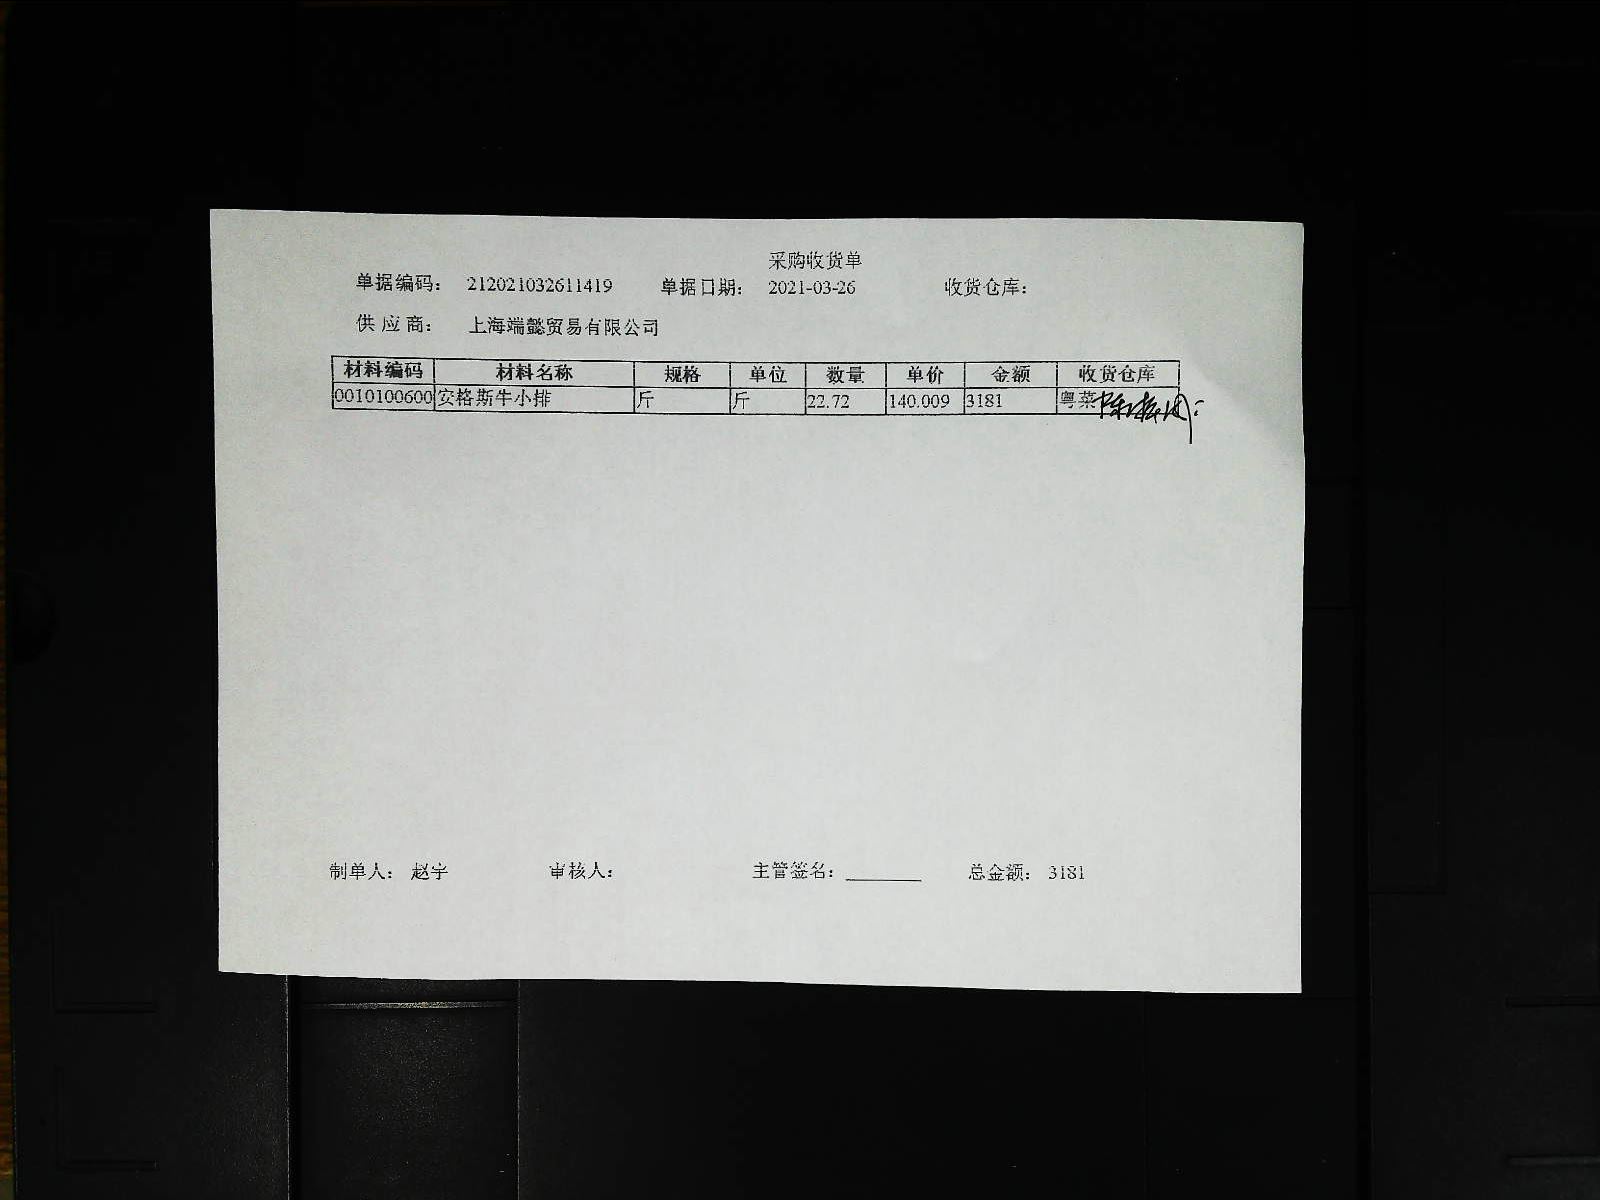 采购收货单
单据编码： 212021032611419 单据日期： 2021-03-26 收货仓库：
供 应 商： 上海端懿贸易有限公司
材料编码 材料名称 规格 单位 数量 单价 金额 收货仓库
0010100600 安格斯牛小排 斤 斤 22.72 140.009 3181 粤菜
制单人： 赵宇 审核人： 主管签名： 总金额： 3181